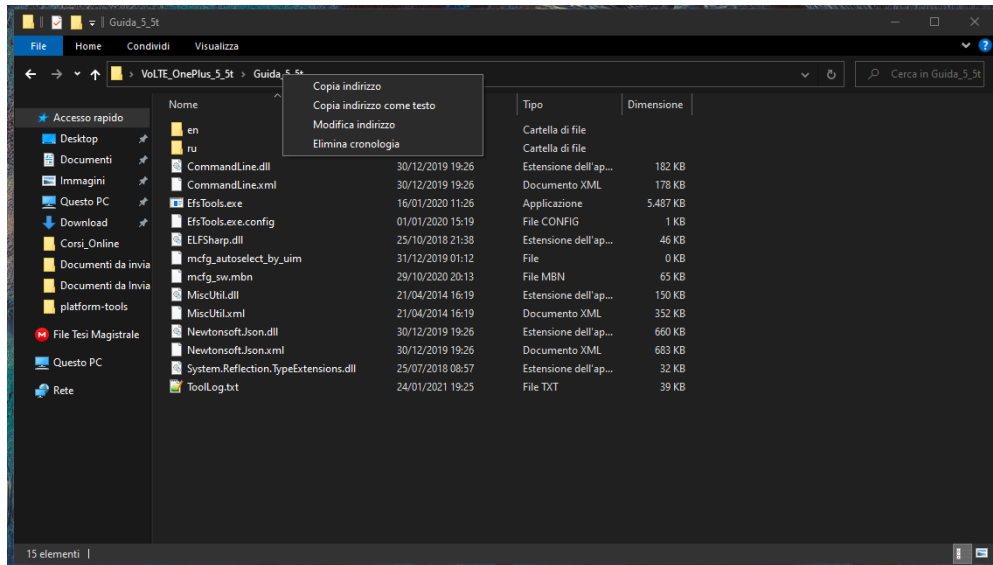 Guida_5_5t
File Home Condividi Visualizza
VoLTE_OnePlus_5_5t > Guida_5_5t
Cerca in Guida_5_5t
Copia indirizzo
Copia indirizzo come testo
Modifica indirizzo
Elimina cronologia
Nome Tipo Dimensione
Accesso rapido
Desktop
Documenti
Immagini
Questo PC
Download
Corsi_Online
Documenti da invia
Documenti da Invia
platform-tools
File Tesi Magistrale
Questo PC
Rete
en Cartella di file
ru Cartella di file
CommandLine.dll 30/12/2019 19:26 Estensione dell'ap... 182 KB
CommandLine.xml 30/12/2019 19:26 Documento XML 178 KB
EfsTools.exe 16/01/2020 11:26 Applicazione 5.487 KB
EfsTools.exe.config 01/01/2020 15:19 File CONFIG 1 KB
ELFSharp.dll 25/10/2018 21:38 Estensione dell'ap... 46 KB
mcfg_autoselect_by_uim 31/12/2019 01:12 File 0 KB
mcfg_sw.mbn 29/10/2020 20:13 File MBN 65 KB
MiscUtil.dll 21/04/2014 16:19 Estensione dell'ap... 150 KB
MiscUtil.xml 21/04/2014 16:19 Documento XML 352 KB
Newtonsoft.Json.dll 30/12/2019 19:26 Estensione dell'ap... 660 KB
Newtonsoft.Json.xml 30/12/2019 19:26 Documento XML 683 KB
System.Reflection.TypeExtensions.dll 25/07/2018 08:57 Estensione dell'ap... 32 KB
ToolLog.txt 24/01/2021 19:25 File TXT 39 KB
15 elementi